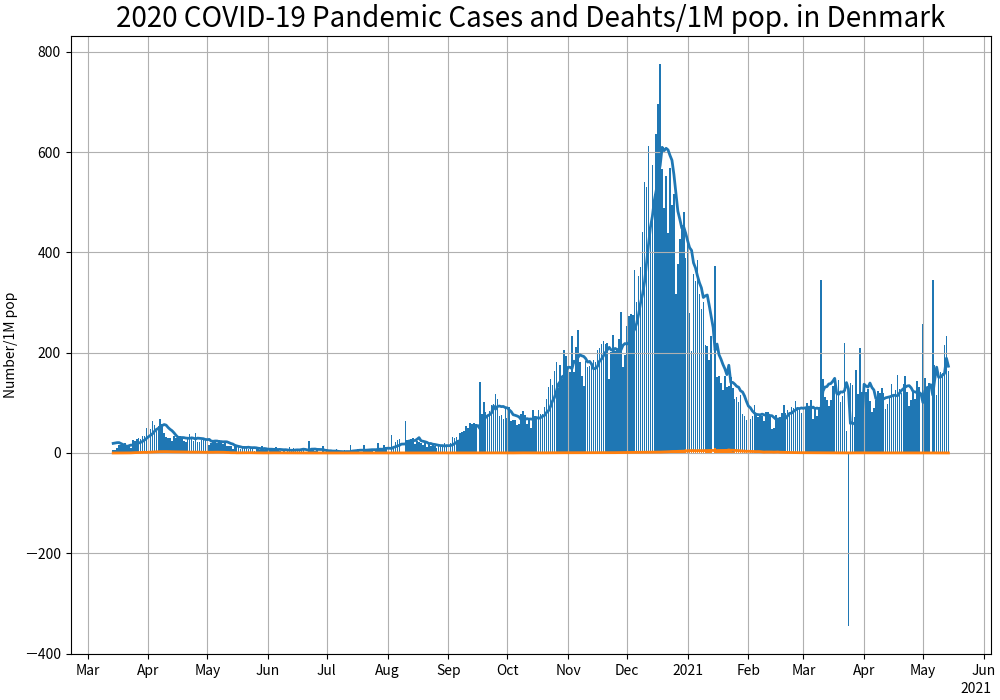 2020 COVID-19 Pandemic Cases and Deahts/1M pop. in Denmark
Number/1M pop
800
600
400
200
0
−200
−400
Mar Apr May Jun Jul Aug Sep Oct Nov Dec 2021 Feb Mar Apr May Jun
2021